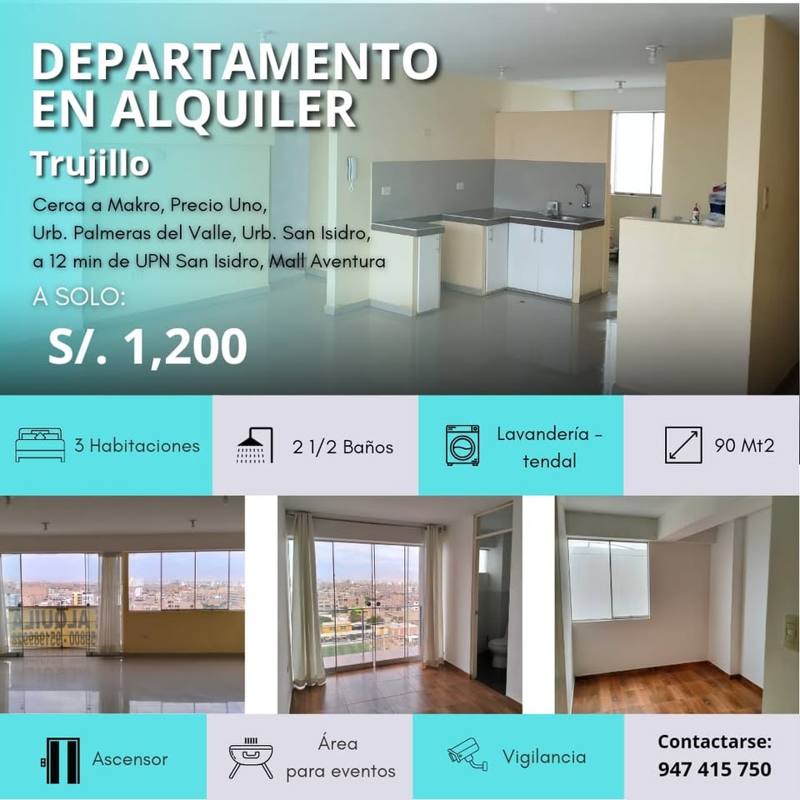 DEPARTAMENTO
EN ALQUILER
Trujillo
Cerca a Makro, Precio Uno,
Urb. Palmeras del Valle, Urb. San Isidro,
a 12 min de UPN San Isidro, Mall Aventura
A SOLO:
S/. 1,200
3 Habitaciones
2 1/2 Baños
Lavandería -
tendal
90 Mt2
ALQUILA
Ascensor
Área
para eventos
Vigilancia
Contactarse:
947 415 750